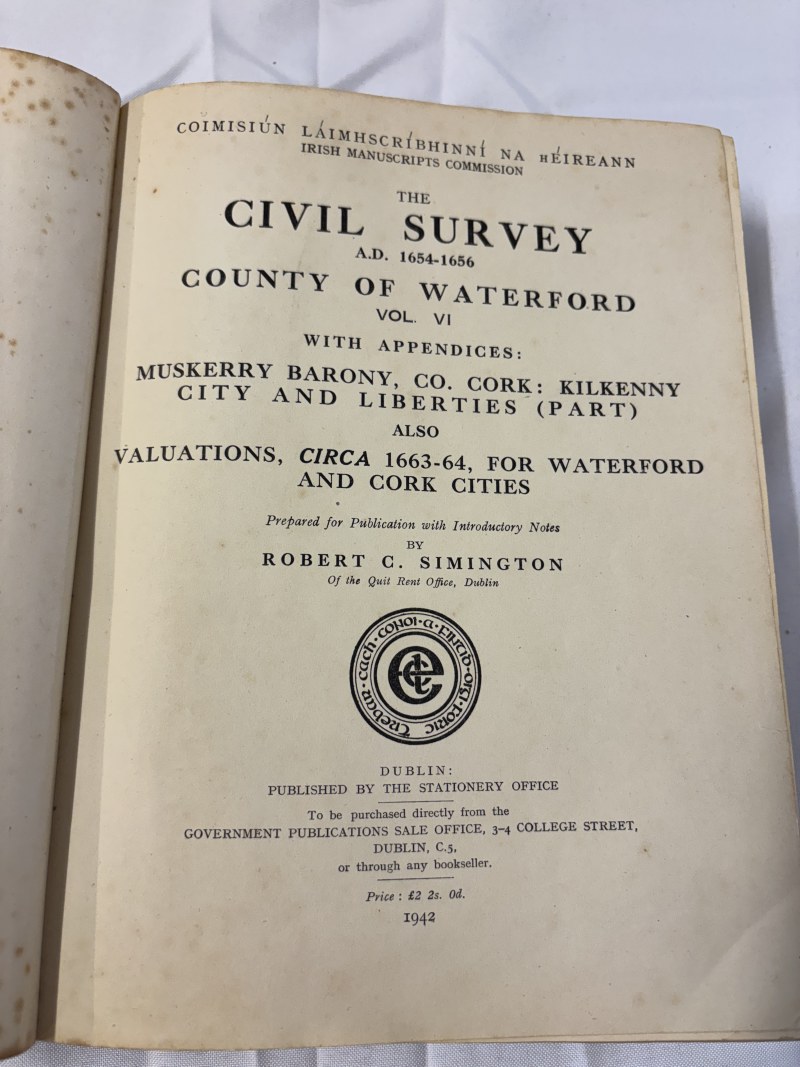 COIMISIÚN LÁIMHSCRÍBHINNÍ NA hÉIREANN
IRISH MANUSCRIPTS COMMISSION
THE
CIVIL SURVEY
A.D. 1654-1656
COUNTY OF WATERFORD
VOL. VI
WITH APPENDICES:
MUSKERRY BARONY, CO. CORK: KILKENNY
CITY AND LIBERTIES (PART)
ALSO
VALUATIONS, CIRCA 1663-64, FOR WATERFORD
AND CORK CITIES
Prepared for Publication with Introductory Notes
BY
ROBERT C. SIMINGTON
Of the Quit Rent Office, Dublin
DUBLIN:
PUBLISHED BY THE STATIONERY OFFICE
To be purchased directly from the
GOVERNMENT PUBLICATIONS SALE OFFICE, 3-4 COLLEGE STREET,
DUBLIN, C.5,
or through any bookseller.
Price: £2 2s. 0d.
1942